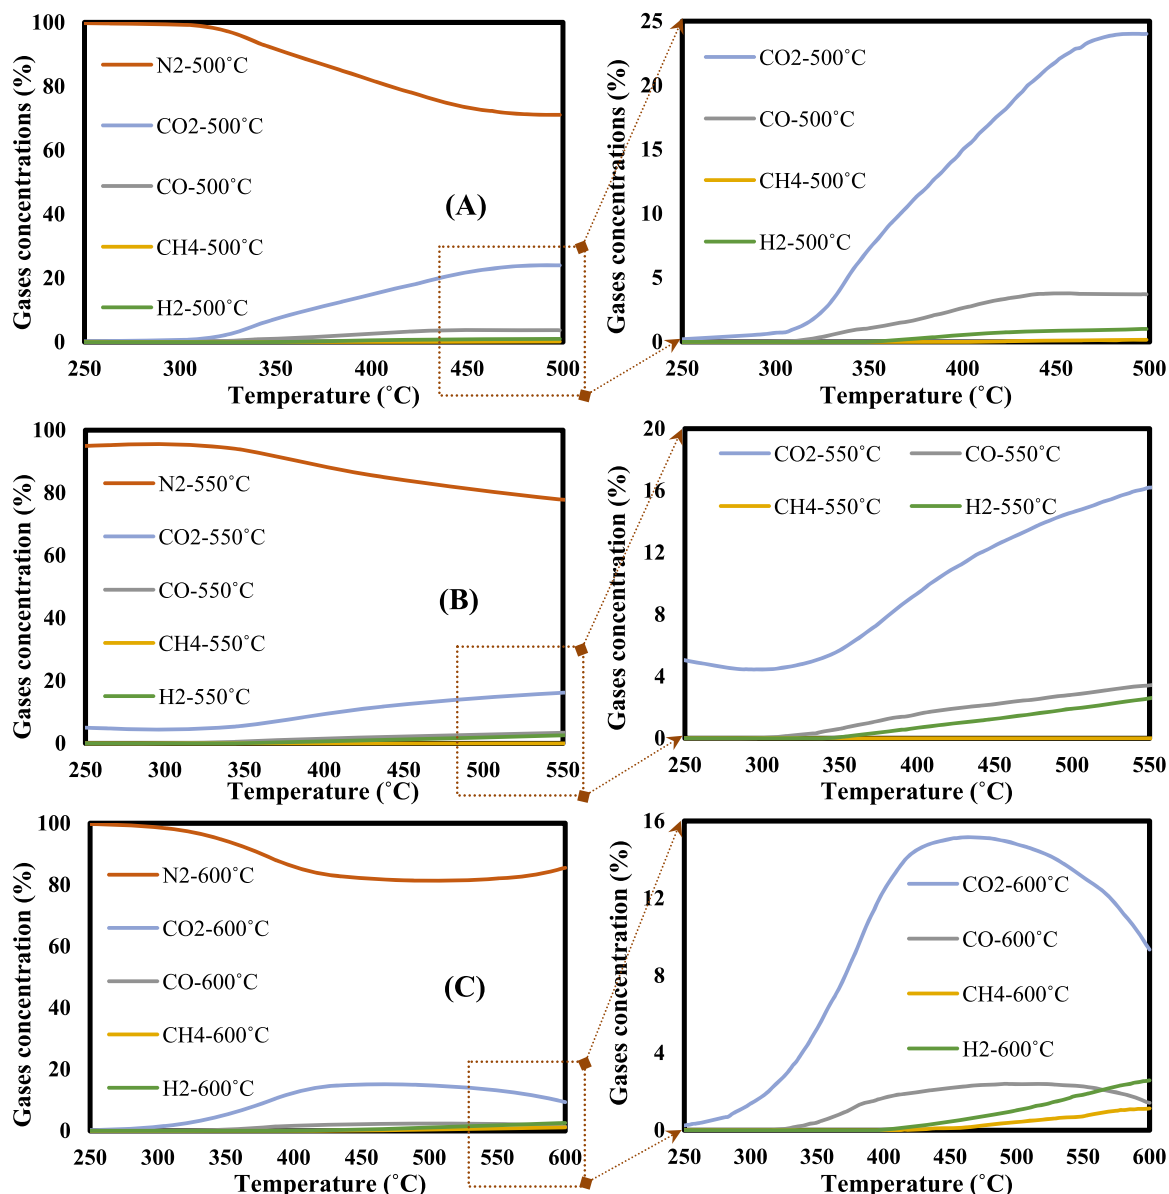 Gases concentrations (%)
100
80
60
40
20
0
N2-500˚C
CO2-500˚C
CO-500˚C
CH4-500˚C
H2-500˚C
(A)
250 300 350 400 450 500
Temperature (˚C)
Gases concentrations (%)
25
20
15
10
5
0
CO2-500˚C
CO-500˚C
CH4-500˚C
H2-500˚C
250 300 350 400 450 500
Temperature (˚C)
Gases concentration (%)
100
80
60
40
20
0
N2-550˚C
CO2-550˚C
CO-550˚C
CH4-550˚C
H2-550˚C
(B)
250 300 350 400 450 500 550
Temperature (˚C)
Gases concentration (%)
20
16
12
8
4
0
CO2-550˚C CO-550˚C
CH4-550˚C H2-550˚C
250 300 350 400 450 500 550
Temperature (˚C)
Gases concentration (%)
100
80
60
40
20
0
N2-600˚C
CO2-600˚C
CO-600˚C
CH4-600˚C
H2-600˚C
(C)
250 300 350 400 450 500 550 600
Temperature (˚C)
Gases concentration (%)
16
12
8
4
0
CO2-600˚C
CO-600˚C
CH4-600˚C
H2-600˚C
250 300 350 400 450 500 550 600
Temperature (˚C)